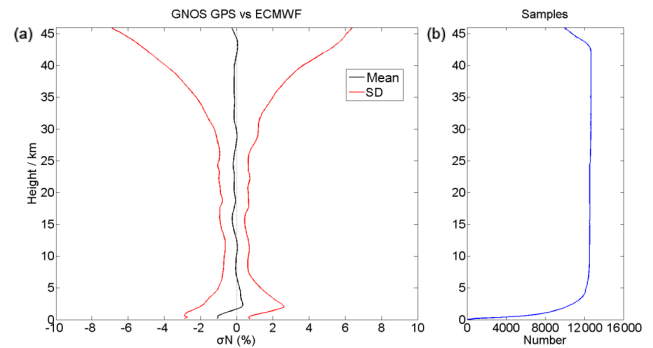 GNOS GPS vs ECMWF
Samples
(a)
(b)
45
40
35
30
25
20
15
10
5
0
Height / km
Mean
SD
-10 -8 -6 -4 -2 0 2 4 6 8 10
σN (%)
45
40
35
30
25
20
15
10
5
0
0 4000 8000 12000 16000
Number